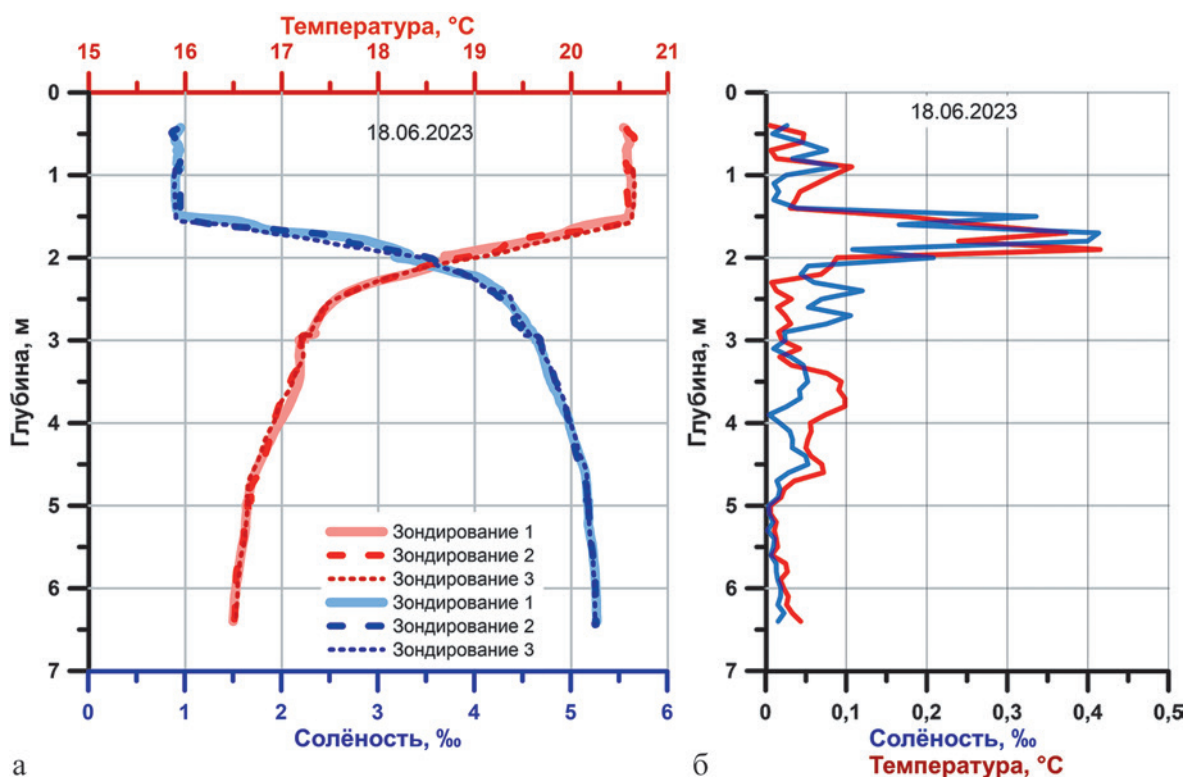 Температура, °C
15 16 17 18 19 20 21
0
1
2
3
4
5
6
7
Глубина, м
18.06.2023
Зондирование 1
Зондирование 2
Зондирование 3
Зондирование 1
Зондирование 2
Зондирование 3
0 1 2 3 4 5 6
Солёность, ‰
а
0
1
2
3
4
5
6
7
Глубина, м
18.06.2023
0 0,1 0,2 0,3 0,4 0,5
Солёность, ‰
Температура, °C
б